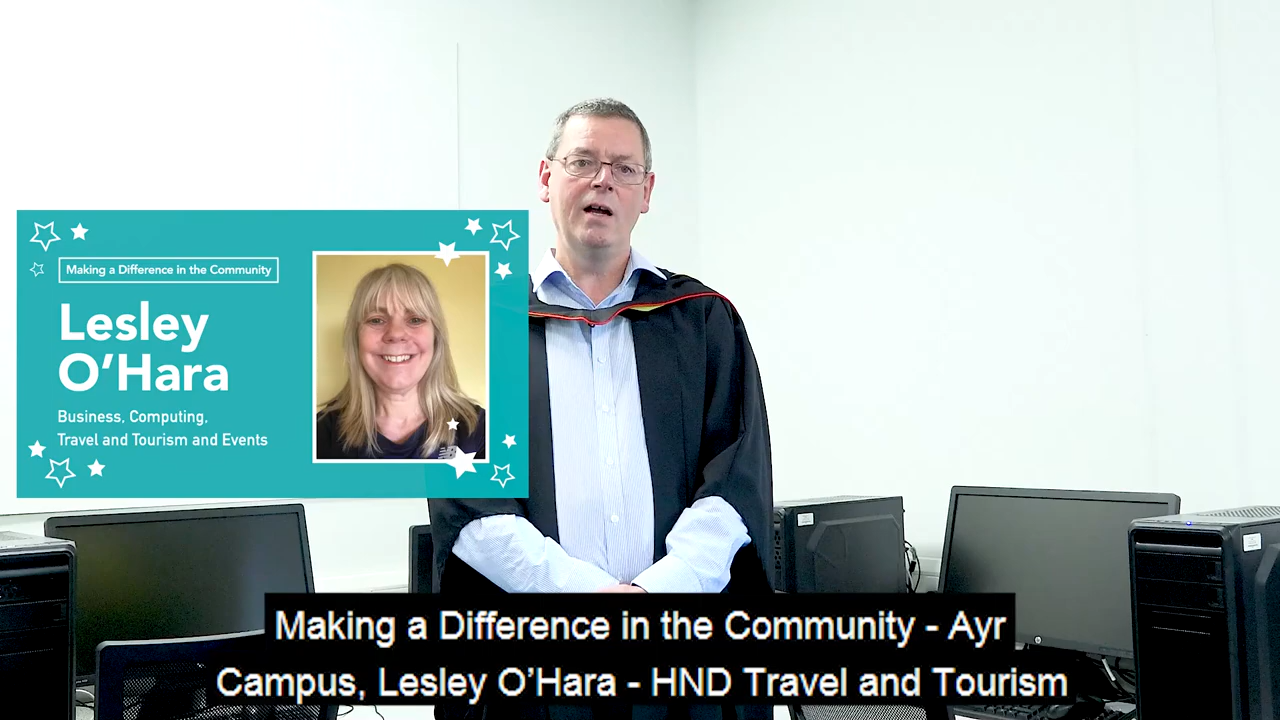 Making a Difference in the Community
Lesley
O'Hara
Business, Computing,
Travel and Tourism and Events
Making a Difference in the Community - Ayr
Campus, Lesley O’Hara - HND Travel and Tourism